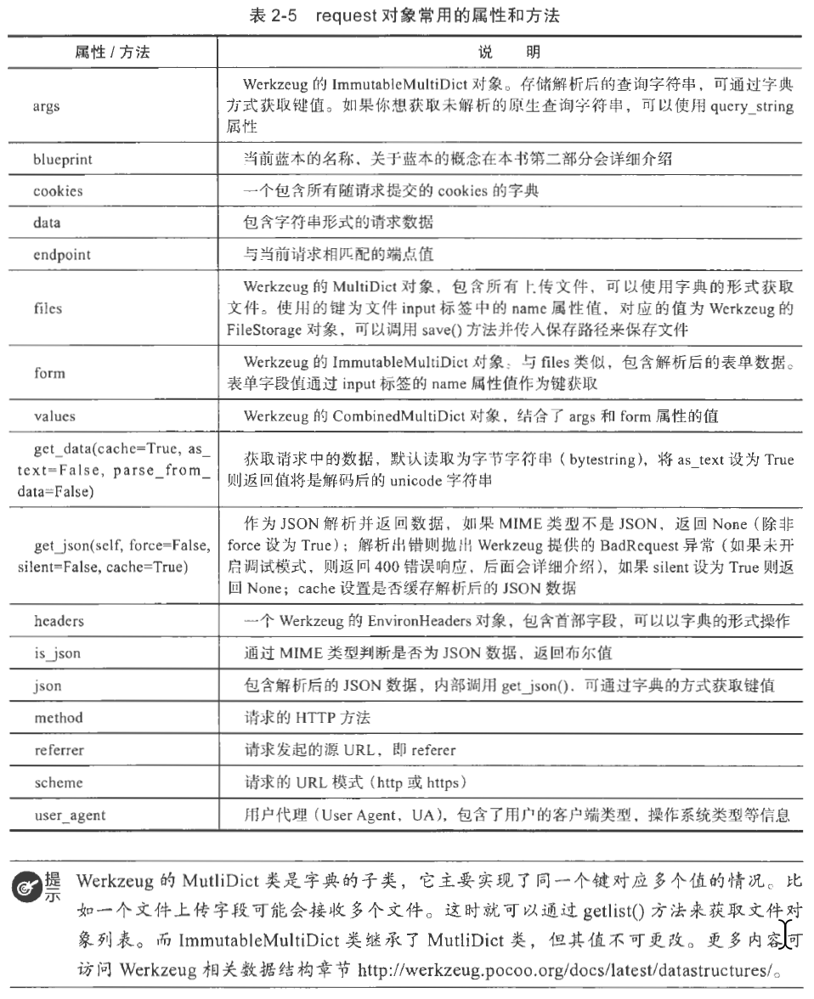 表 2-5 request 对象常用的属性和方法
属性 / 方法 说 明
args
Werkzeug 的 ImmutableMultiDict 对象。存储解析后的查询字符串，可通过字典
方式获取键值。如果你想获取未解析的原生查询字符串，可以使用 query_string
属性
blueprint 当前蓝本的名称，关于蓝本的概念在本书第二部分会详细介绍
cookies 一个包含所有随请求提交的 cookies 的字典
data 包含字符串形式的请求数据
endpoint 与当前请求相匹配的端点值
files
Werkzeug 的 MultiDict 对象，包含所有上传文件，可以使用字典的形式获取
文件。使用的键为文件 input 标签中的 name 属性值，对应的值为 Werkzeug 的
FileStorage 对象，可以调用 save() 方法并传入保存路径来保存文件
form
Werkzeug 的 ImmutableMultiDict 对象。与 files 类似，包含解析后的表单数据。
表单字段值通过 input 标签的 name 属性值作为键获取
values Werkzeug 的 CombinedMultiDict 对象，结合了 args 和 form 属性的值
get_data(cache=True, as_
text=False, parse_from_
data=False)
获取请求中的数据，默认读取为字节字符串（bytestring），将 as_text 设为 True
则返回值将是解码后的 unicode 字符串
get_json(self, force=False,
silent=False, cache=True)
作为 JSON 解析并返回数据，如果 MIME 类型不是 JSON，返回 None（除非
force 设为 True）；解析出错则抛出 Werkzeug 提供的 BadRequest 异常（如果未开
启调试模式，则返回 400 错误响应，后面会详细介绍），如果 silent 设为 True 则返
回 None；cache 设置是否缓存解析后的 JSON 数据
headers 一个 Werkzeug 的 EnvironHeaders 对象，包含首部字段，可以以字典的形式操作
is_json 通过 MIME 类型判断是否为 JSON 数据，返回布尔值
json 包含解析后的 JSON 数据，内部调用 get_json()，可通过字典的方式获取键值
method 请求的 HTTP 方法
referrer 请求发起的源 URL，即 referer
scheme 请求的 URL 模式（http 或 https）
user_agent 用户代理（User Agent，UA），包含了用户的客户端类型，操作系统类型等信息
提示
Werkzeug 的 MutliDict 类是字典的子类，它主要实现了同一个键对应多个值的情况。比
如一个文件上传字段可能会接收多个文件。这时就可以通过 getlist() 方法来获取文件对
象列表。而 ImmutableMultiDict 类继承了 MutliDict 类，但其值不可更改。更多内容可
访问 Werkzeug 相关数据结构章节 http://werkzeug.pocoo.org/docs/latest/datastructures/。